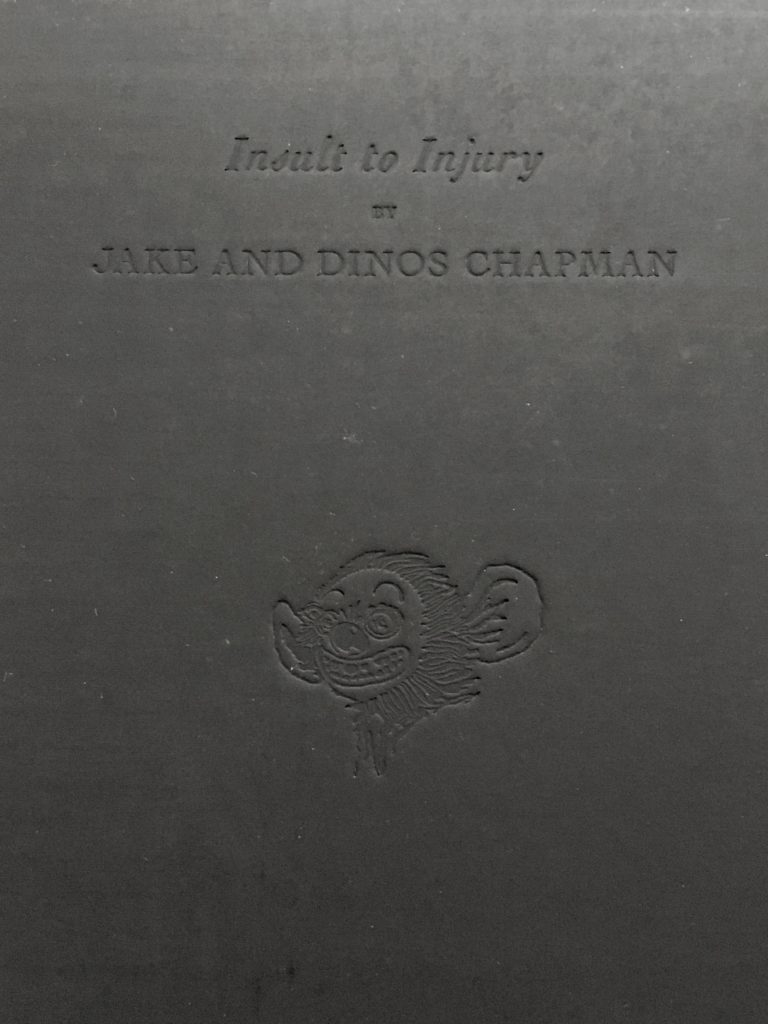 Insult to Injury
BY
JAKE AND DINOS CHAPMAN